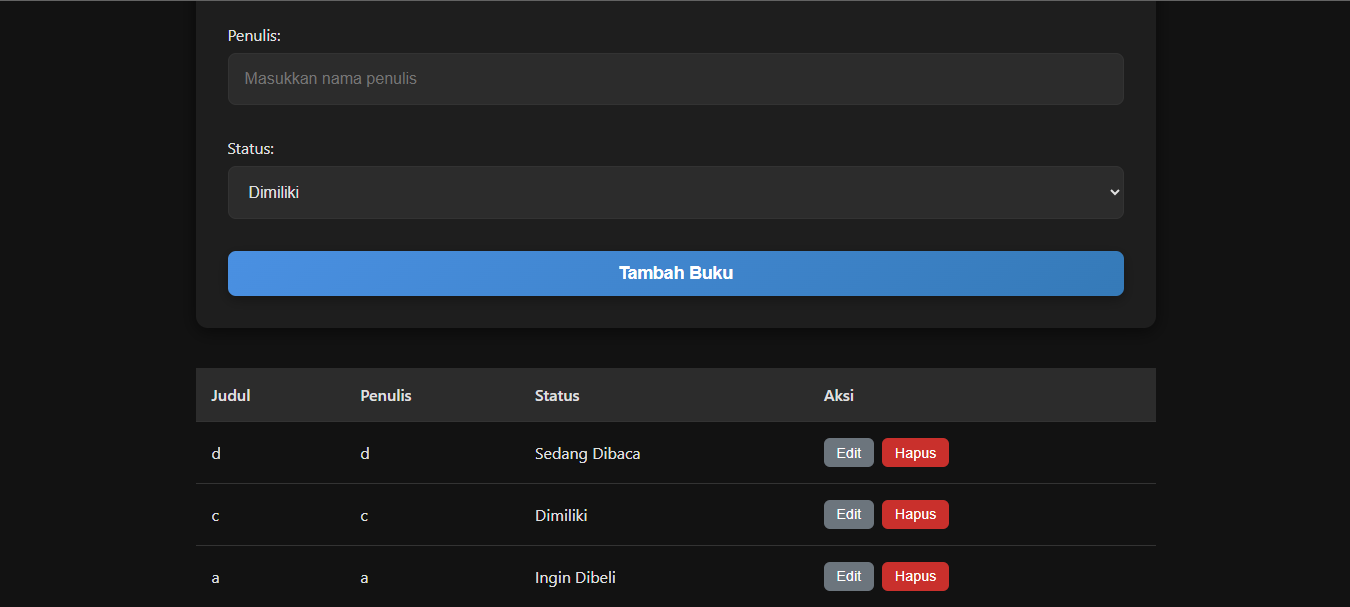 Penulis:
Masukkan nama penulis
Status:
Dimiliki
Tambah Buku
Judul Penulis Status Aksi
d d Sedang Dibaca Edit Hapus
c c Dimiliki Edit Hapus
a a Ingin Dibeli Edit Hapus